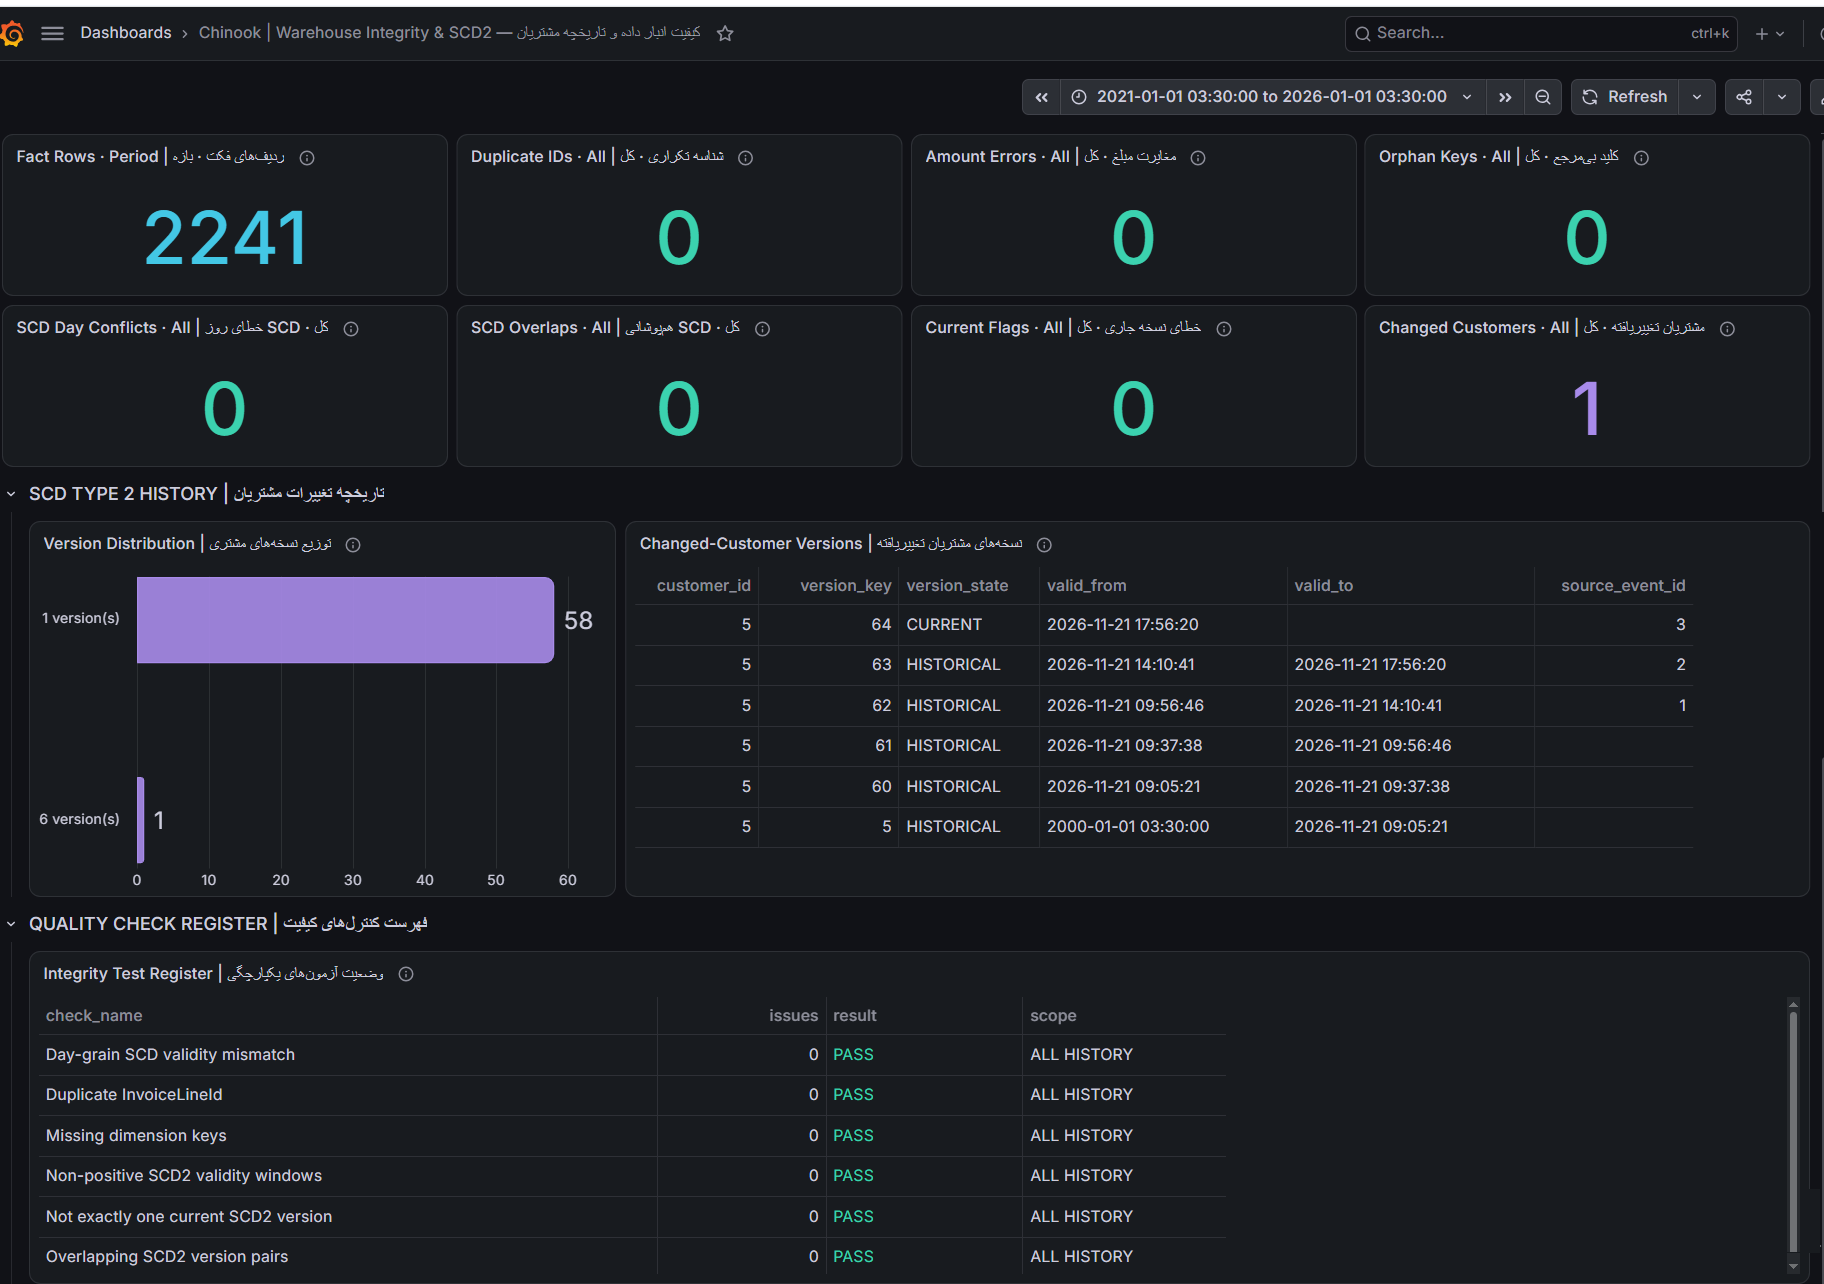 Dashboards › Chinook | Warehouse Integrity & SCD2 — کیفیت انبار داده و تاریخچه مشتریان
Search... ctrl+k
2021-01-01 03:30:00 to 2026-01-01 03:30:00
Refresh
Fact Rows · Period | ردیف‌های فکت · بازه
2241
Duplicate IDs · All | شناسه تکراری · کل
0
Amount Errors · All | مغایرت مبلغ · کل
0
Orphan Keys · All | کلید بی‌مرجع · کل
0
SCD Day Conflicts · All | خطای روز SCD · کل
0
SCD Overlaps · All | همپوشانی SCD · کل
0
Current Flags · All | خطای نسخه جاری · کل
0
Changed Customers · All | مشتریان تغییریافته · کل
1
SCD TYPE 2 HISTORY | تاریخچه تغییرات مشتریان
Version Distribution | توزیع نسخه‌های مشتری
1 version(s) 58
6 version(s) 1
0 10 20 30 40 50 60
Changed-Customer Versions | نسخه‌های مشتریان تغییریافته
customer_id version_key version_state valid_from valid_to source_event_id
5 64 CURRENT 2026-11-21 17:56:20 3
5 63 HISTORICAL 2026-11-21 14:10:41 2026-11-21 17:56:20 2
5 62 HISTORICAL 2026-11-21 09:56:46 2026-11-21 14:10:41 1
5 61 HISTORICAL 2026-11-21 09:37:38 2026-11-21 09:56:46
5 60 HISTORICAL 2026-11-21 09:05:21 2026-11-21 09:37:38
5 5 HISTORICAL 2000-01-01 03:30:00 2026-11-21 09:05:21
QUALITY CHECK REGISTER | فهرست کنترل‌های کیفیت
Integrity Test Register | وضعیت آزمون‌های یکپارچگی
check_name issues result scope
Day-grain SCD validity mismatch 0 PASS ALL HISTORY
Duplicate InvoiceLineId 0 PASS ALL HISTORY
Missing dimension keys 0 PASS ALL HISTORY
Non-positive SCD2 validity windows 0 PASS ALL HISTORY
Not exactly one current SCD2 version 0 PASS ALL HISTORY
Overlapping SCD2 version pairs 0 PASS ALL HISTORY